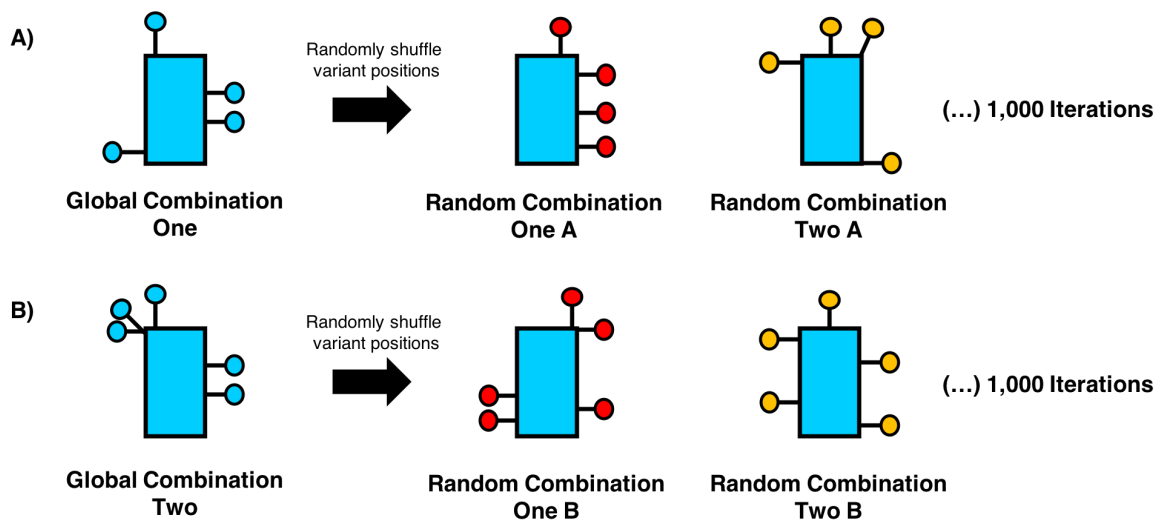 A)
Randomly shuffle
variant positions
(…) 1,000 Iterations
Global Combination
One
Random Combination
One A
Random Combination
Two A
B)
Randomly shuffle
variant positions
(…) 1,000 Iterations
Global Combination
Two
Random Combination
One B
Random Combination
Two B